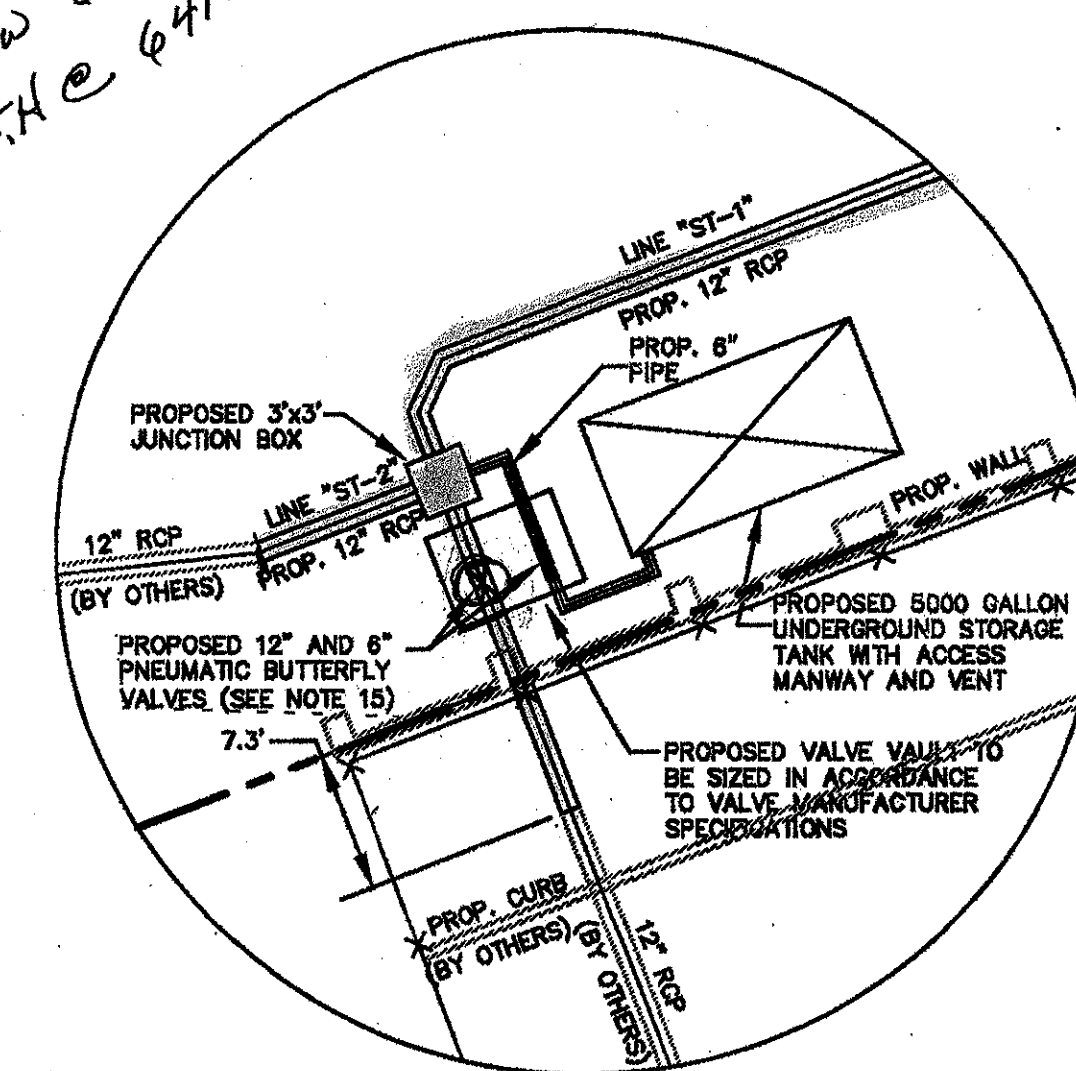 @ 641
LINE "ST-1"
PROP. 12" RCP
PROP. 6"
PIPE
PROPOSED 3'x3'
JUNCTION BOX
LINE "ST-2"
PROP. 12" RCP
12" RCP
(BY OTHERS)
PROP. WALL
PROPOSED 5000 GALLON
UNDERGROUND STORAGE
TANK WITH ACCESS
MANWAY AND VENT
PROPOSED 12" AND 6"
PNEUMATIC BUTTERFLY
VALVES (SEE NOTE 15)
7.3'
PROPOSED VALVE VAULT TO
BE SIZED IN ACCORDANCE
TO VALVE MANUFACTURER
SPECIFICATIONS
PROP. CURB
(BY OTHERS)
12" RCP
(BY OTHERS)